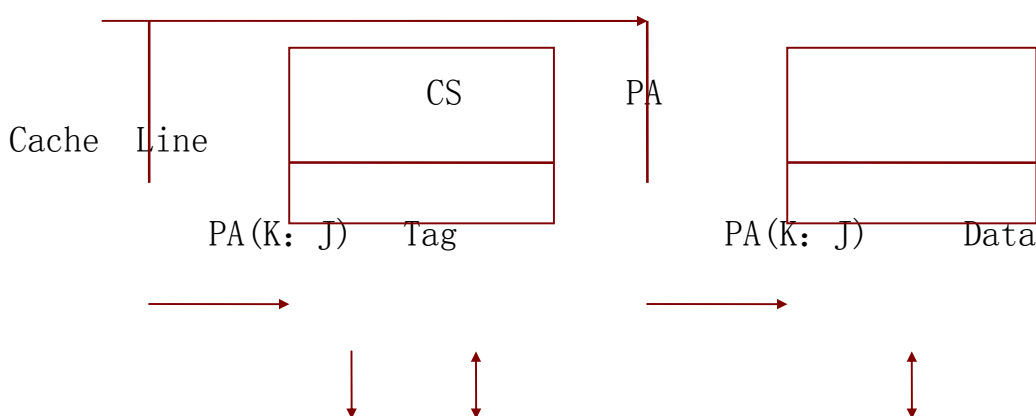 CS PA
Cache Line
PA(K：J) Tag PA(K：J) Data